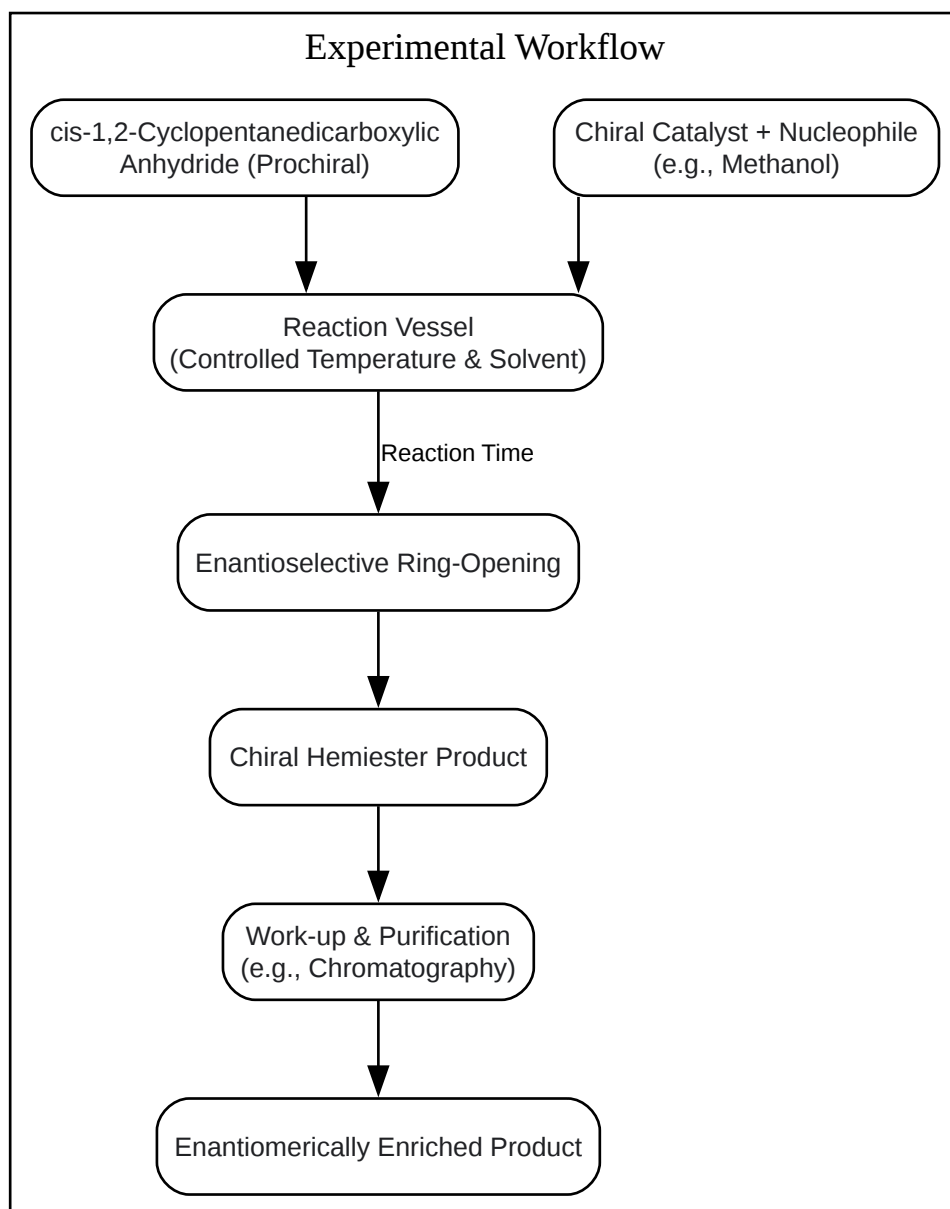 Experimental Workflow
cis-1,2-Cyclopentanedicarboxylic
Anhydride (Prochiral)
Chiral Catalyst + Nucleophile
(e.g., Methanol)
Reaction Vessel
(Controlled Temperature & Solvent)
Reaction Time
Enantioselective Ring-Opening
Chiral Hemiester Product
Work-up & Purification
(e.g., Chromatography)
Enantiomerically Enriched Product